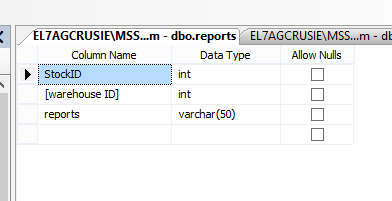 EL7AGCRUSIE\MSS...m - dbo.reports EL7AGCRUSIE\MSS...m - db
Column Name Data Type Allow Nulls
StockID int
[warehouse ID] int
reports varchar(50)